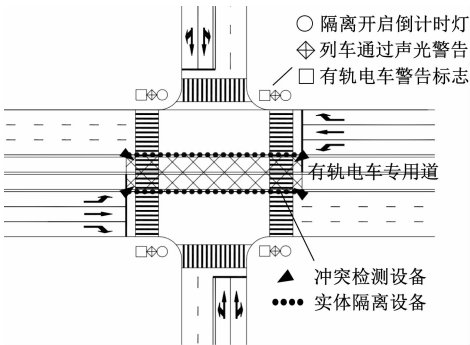 隔离开启倒计时灯
列车通过声光警告
有轨电车警告标志
有轨电车专用道
冲突检测设备
实体隔离设备